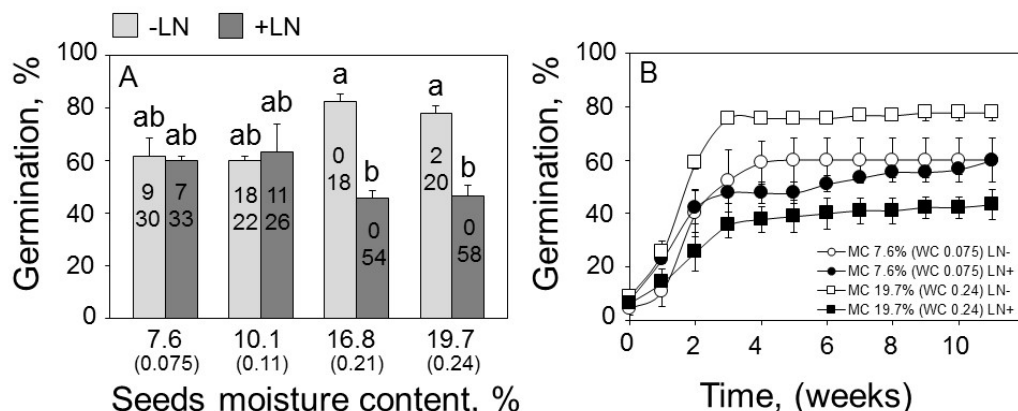 -LN +LN
A
Germination, %
100
80
60
40
20
0
ab ab
ab ab
a b
a b
9 7
30 33
18 11
22 26
0 0
18 54
2 0
20 58
7.6 10.1 16.8 19.7
(0.075) (0.11) (0.21) (0.24)
Seeds moisture content, %
B
Germination, %
100
80
60
40
20
0
MC 7.6% (WC 0.075) LN-
MC 7.6% (WC 0.075) LN+
MC 19.7% (WC 0.24) LN-
MC 19.7% (WC 0.24) LN+
0 2 4 6 8 10
Time, (weeks)